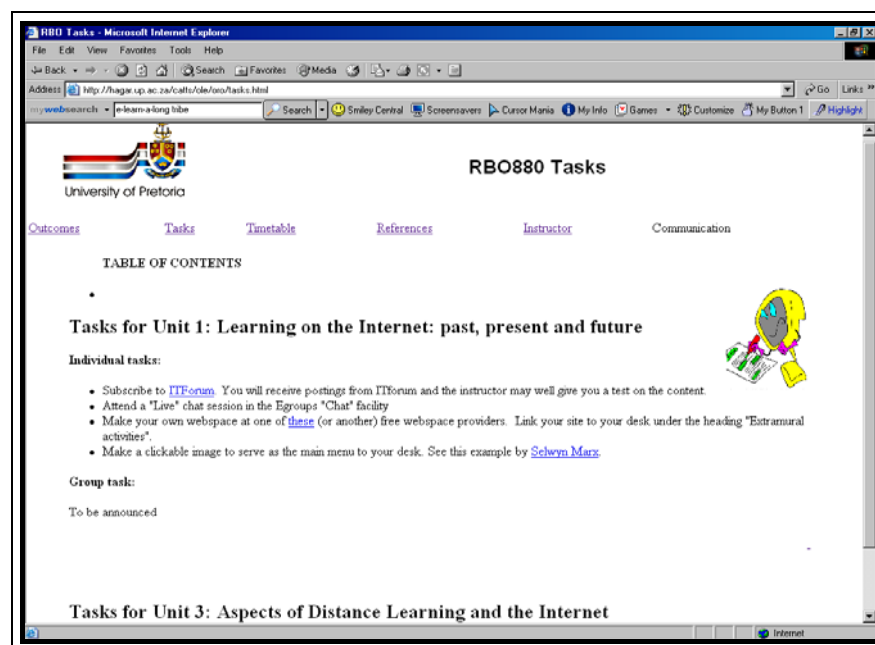 RBO Tasks - Microsoft Internet Explorer
File Edit View Favorites Tools Help
Back Search Favorites Media
Address http://hagar.up.ac.za/catts/ole/oro/tasks.html Go Links »
mywebsearch e-learn-a-long tribe Search Smiley Central Screensavers Cursor Mania My Info Games Customize My Button 1 Highlight
University of Pretoria
RBO880 Tasks
Outcomes Tasks Timetable References Instructor Communication
TABLE OF CONTENTS
•
Tasks for Unit 1: Learning on the Internet: past, present and future
Individual tasks:
• Subscribe to ITForum. You will receive postings from ITforum and the instructor may well give you a test on the content.
• Attend a "Live" chat session in the Egroups "Chat" facility
• Make your own webspace at one of these (or another) free webspace providers. Link your site to your desk under the heading "Extramural
activities".
• Make a clickable image to serve as the main menu to your desk. See this example by Selwyn Marx.
Group task:
To be announced
Tasks for Unit 3: Aspects of Distance Learning and the Internet
Internet